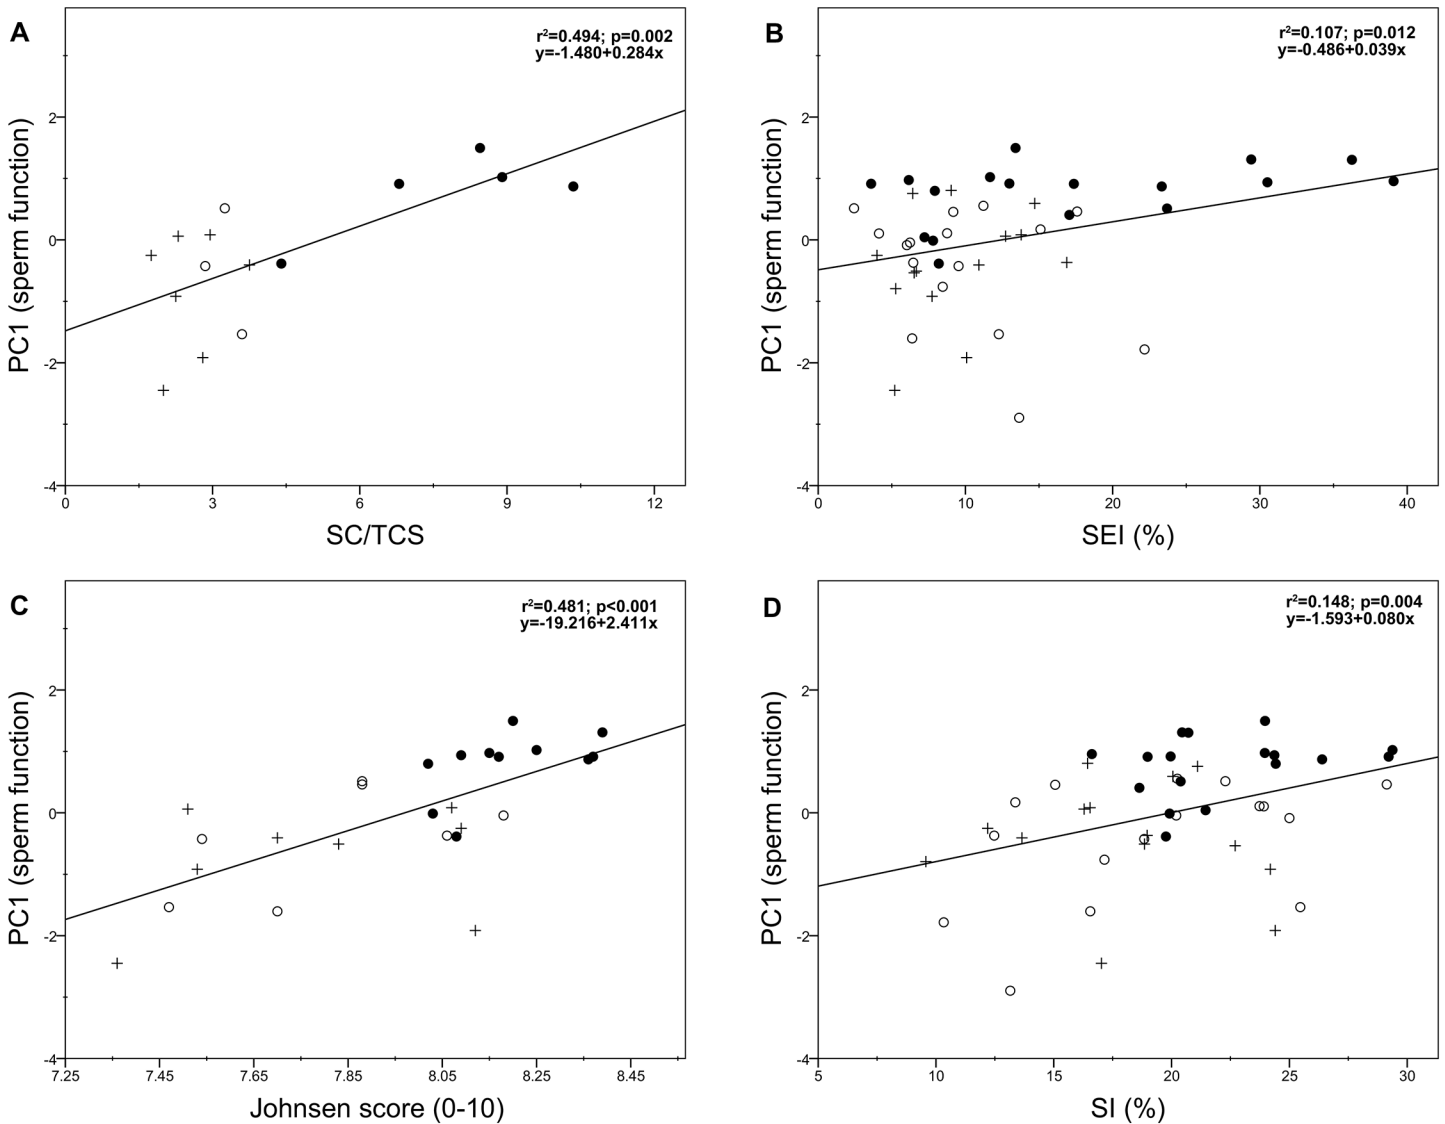 A
r²=0.494; p=0.002
y=-1.480+0.284x
PC1 (sperm function)
2
0
-2
-4
0 3 6 9 12
SC/TCS
B
r²=0.107; p=0.012
y=-0.486+0.039x
PC1 (sperm function)
2
0
-2
-4
0 10 20 30 40
SEI (%)
C
r²=0.481; p<0.001
y=-19.216+2.411x
PC1 (sperm function)
2
0
-2
-4
7.25 7.45 7.65 7.85 8.05 8.25 8.45
Johnsen score (0-10)
D
r²=0.148; p=0.004
y=-1.593+0.080x
PC1 (sperm function)
2
0
-2
-4
5 10 15 20 25 30
SI (%)